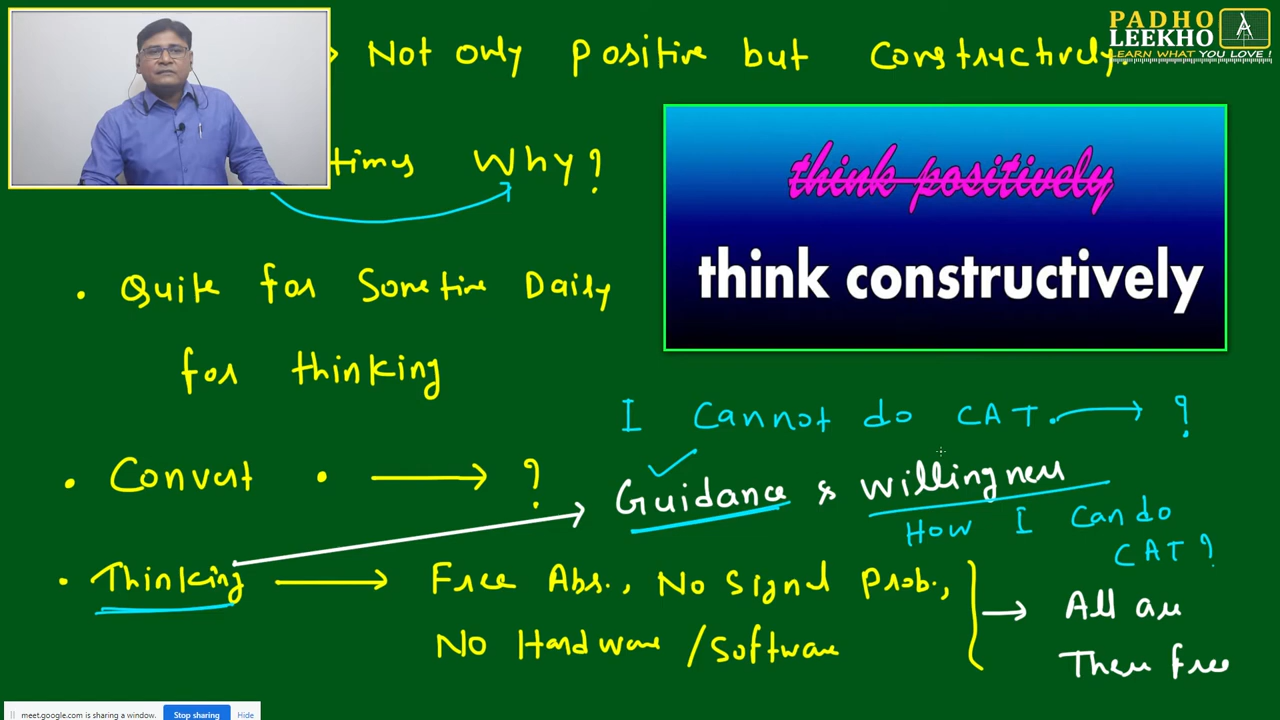 PADHO
LEEKHO
LEARN WHAT YOU LOVE !
Not only positive but constructively.
times Why?
think positively
think constructively
• Quite for Sometime Daily
for thinking
I cannot do CAT. → ?
• Convert • → ?
Guidance & willingness
How I can do
CAT ?
• Thinking → Free Abs., No Signal Prob.,
No Hardware / Software
→ All are
There free
meet.google.com is sharing a window.
Stop sharing
Hide